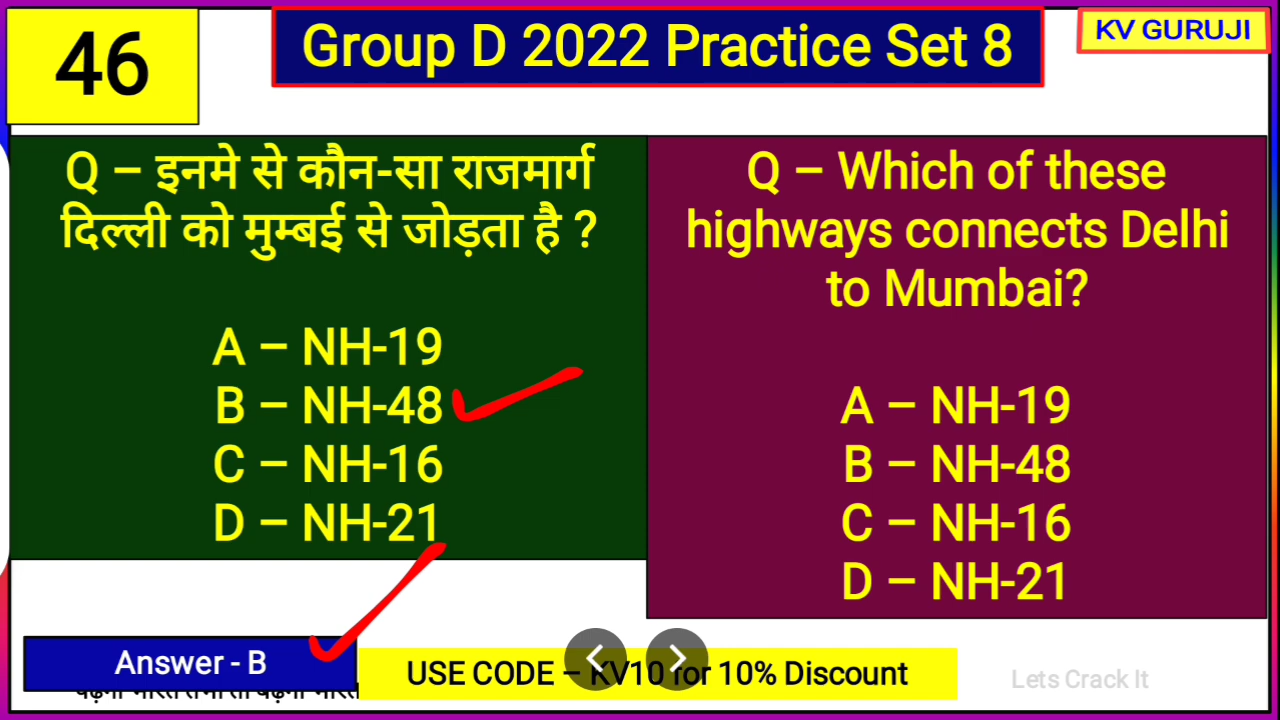 46
Group D 2022 Practice Set 8
KV GURUJI
Q – इनमे से कौन-सा राजमार्ग
दिल्ली को मुम्बई से जोड़ता है ?
A – NH-19
B – NH-48
C – NH-16
D – NH-21
Q – Which of these
highways connects Delhi
to Mumbai?
A – NH-19
B – NH-48
C – NH-16
D – NH-21
Answer - B
USE CODE – KV10 for 10% Discount
Lets Crack It